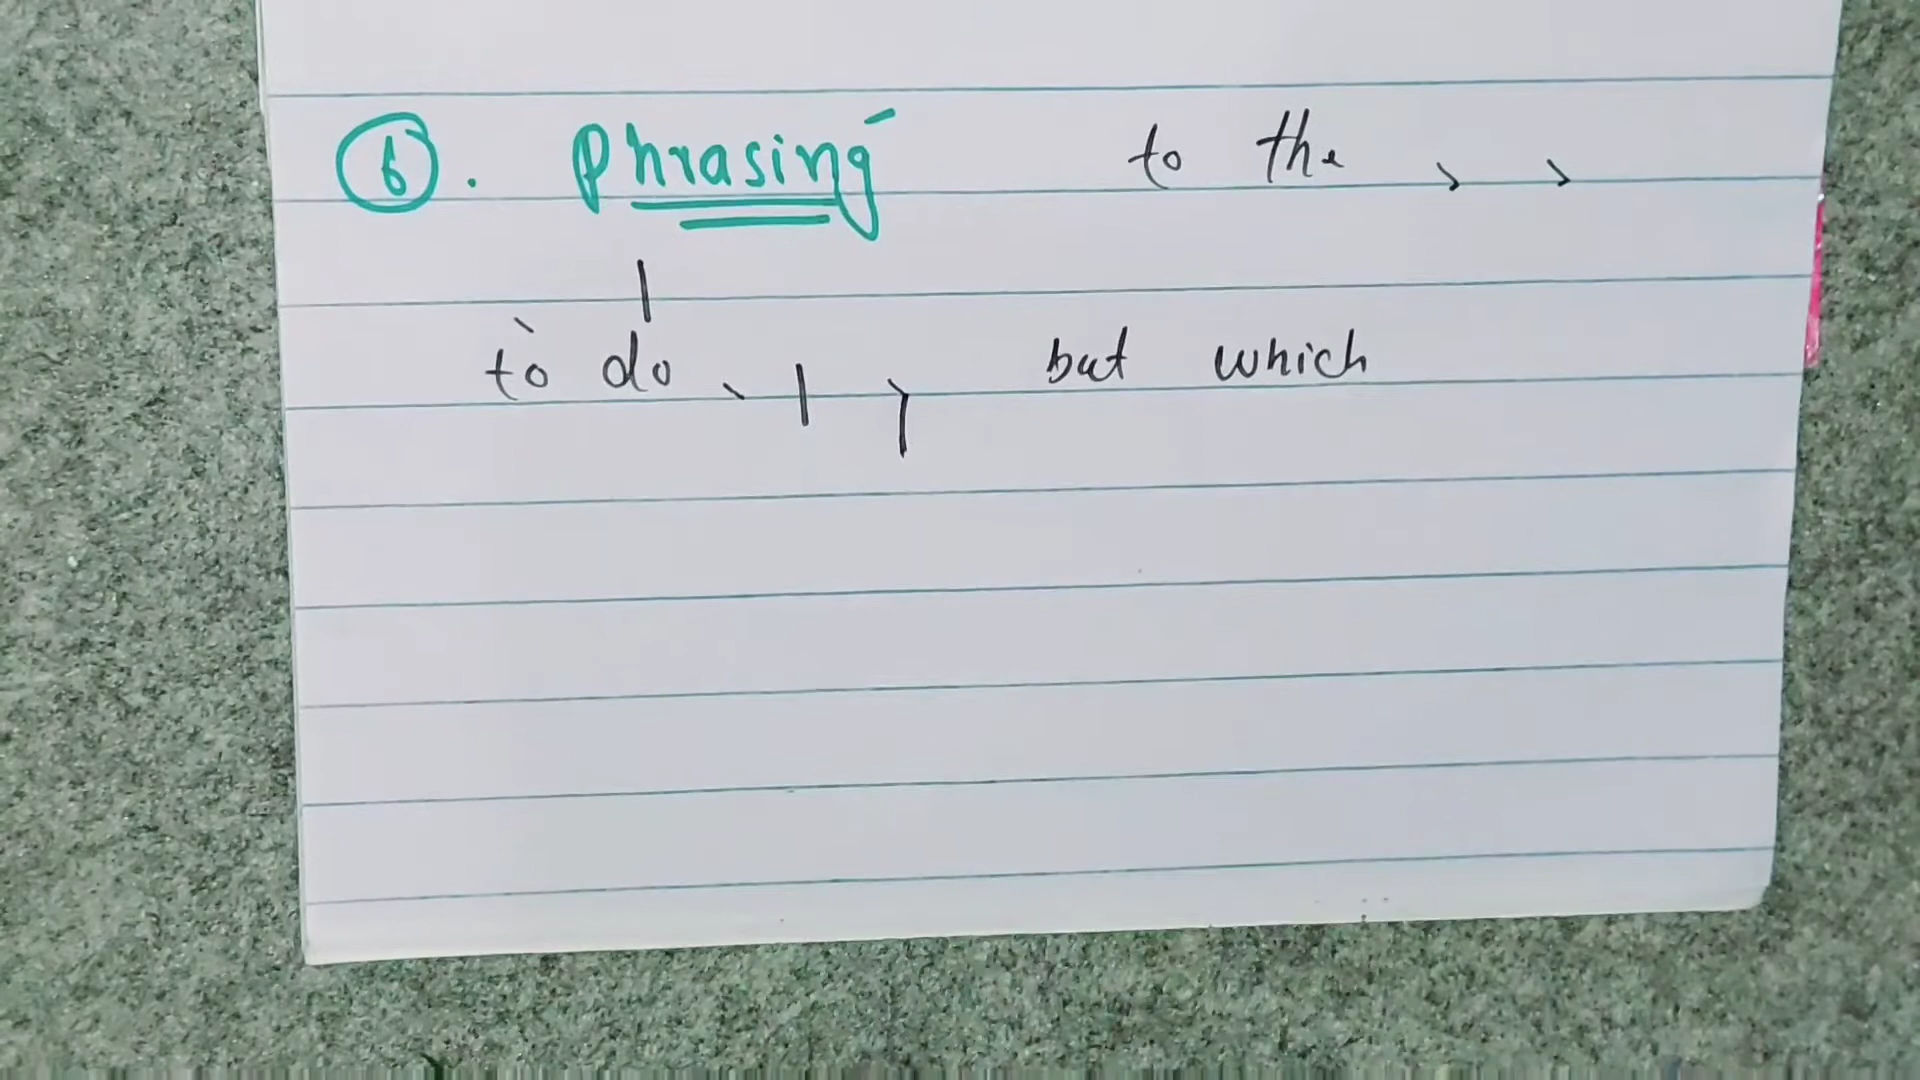 6. Phrasing to the
to do but which